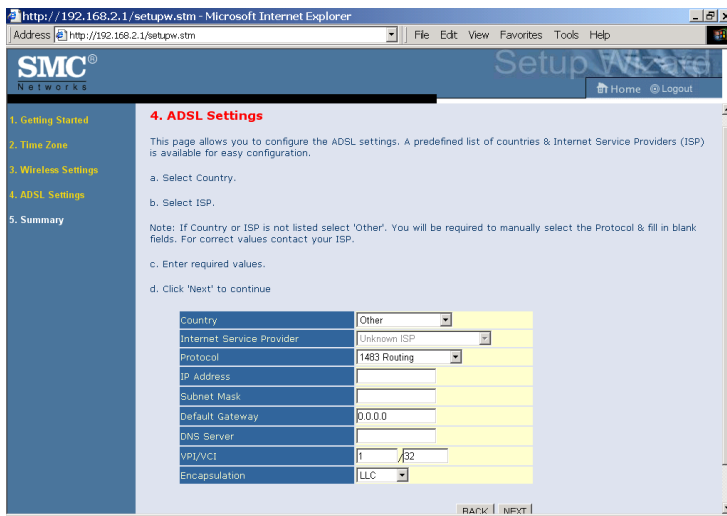 http://192.168.2.1/setupw.stm - Microsoft Internet Explorer
Address http://192.168.2.1/setupw.stm File Edit View Favorites Tools Help
SMC®
Networks
Setup Wizard
Home Logout
1. Getting Started
2. Time Zone
3. Wireless Settings
4. ADSL Settings
5. Summary
4. ADSL Settings
This page allows you to configure the ADSL settings. A predefined list of countries & Internet Service Providers (ISP)
is available for easy configuration.
a. Select Country.
b. Select ISP.
Note: If Country or ISP is not listed select 'Other'. You will be required to manually select the Protocol & fill in blank
fields. For correct values contact your ISP.
c. Enter required values.
d. Click 'Next' to continue
Country Other
Internet Service Provider Unknown ISP
Protocol 1483 Routing
IP Address
Subnet Mask
Default Gateway 0.0.0.0
DNS Server
VPI/VCI 1 / 32
Encapsulation LLC
BACK NEXT